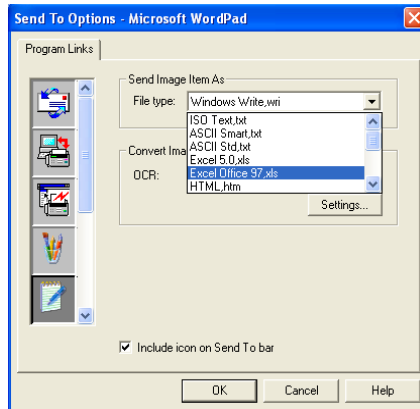 Send To Options - Microsoft WordPad
Program Links
Send Image Item As
File type: Windows Write,wri
ISO Text,txt
ASCII Smart,txt
ASCII Std,txt
Convert Ima
Excel 5.0,xls
OCR: Excel Office 97,xls
HTML,htm
Settings...
Include icon on Send To bar
OK Cancel Help